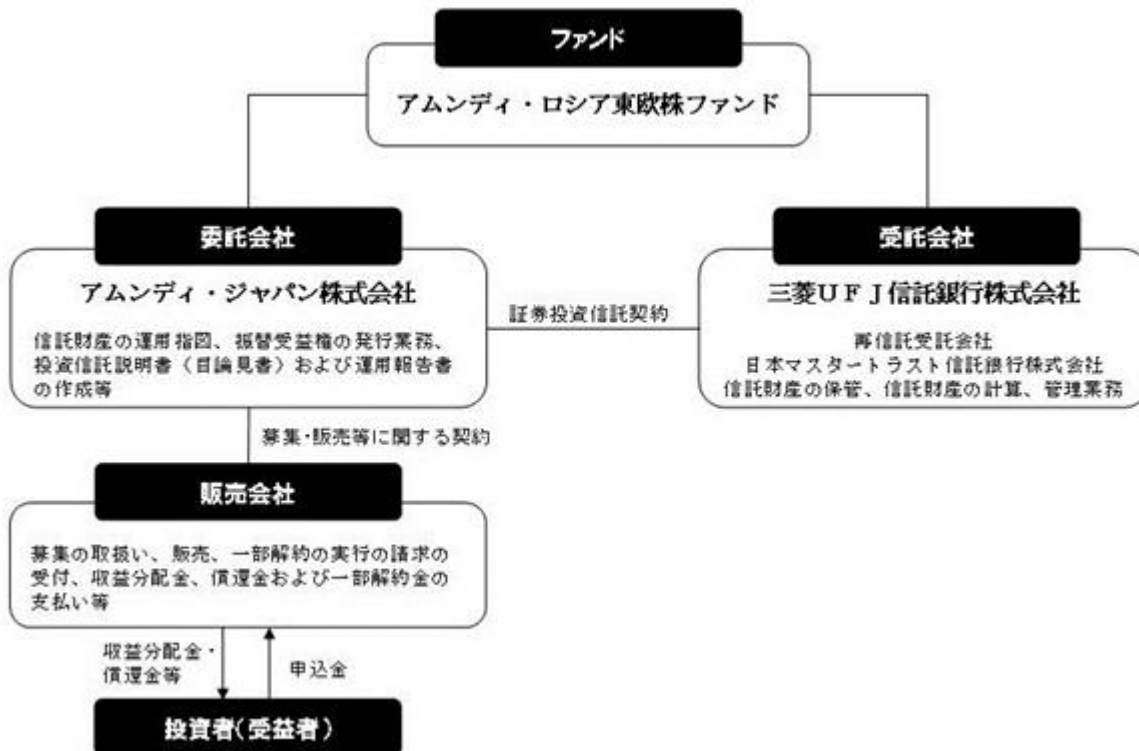 ファンド
アムンディ・ロシア東欧株ファンド
委託会社
アムンディ・ジャパン株式会社
信託財産の運用指図、振替受益権の発行業務、
投資信託説明書（目論見書）および運用報告書
の作成等
証券投資信託契約
受託会社
三菱ＵＦＪ信託銀行株式会社
再信託受託会社
日本マスタートラスト信託銀行株式会社
信託財産の保管、信託財産の計算、管理業務
募集・販売等に関する契約
販売会社
募集の取扱い、販売、一部解約の実行の請求の
受付、収益分配金、償還金および一部解約金の
支払い等
収益分配金・
償還金等
申込金
投資者（受益者）